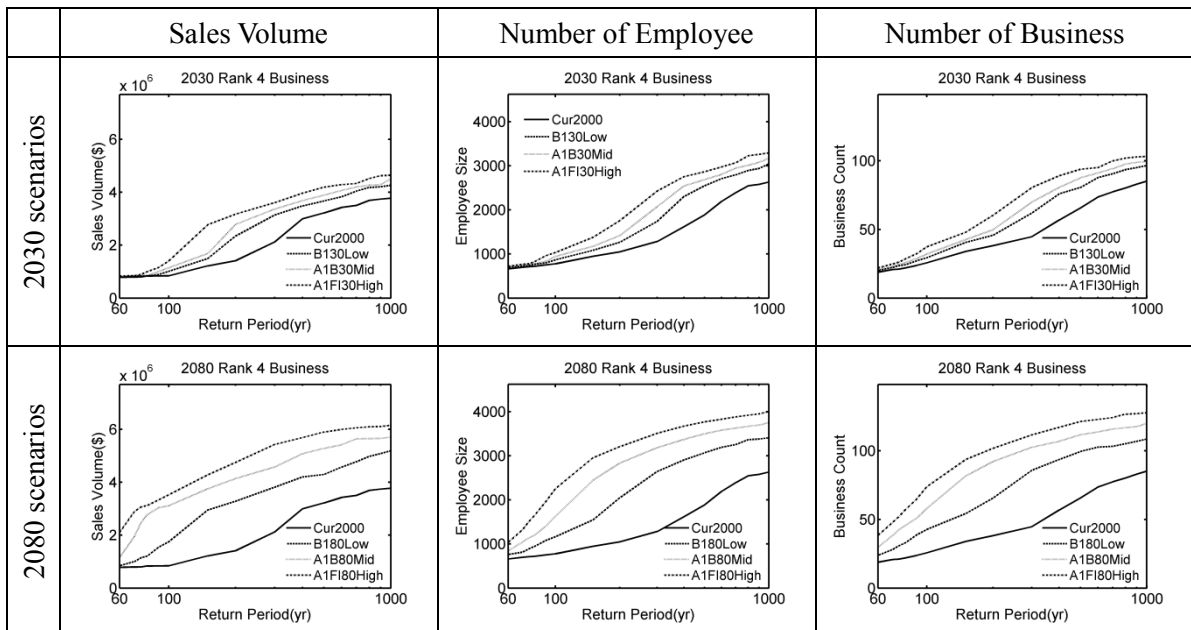 Sales Volume
Number of Employee
Number of Business
2030 scenarios
x 10^6
2030 Rank 4 Business
6
4
2
0
Sales Volume($)
Cur2000
B130Low
A1B30Mid
A1FI30High
60
100
1000
Return Period(yr)
2030 Rank 4 Business
4000
3000
2000
1000
0
Employee Size
Cur2000
B130Low
A1B30Mid
A1FI30High
60
100
1000
Return Period(yr)
2030 Rank 4 Business
100
50
0
Business Count
Cur2000
B130Low
A1B30Mid
A1FI30High
60
100
1000
Return Period(yr)
2080 scenarios
x 10^6
2080 Rank 4 Business
6
4
2
0
Sales Volume($)
Cur2000
B180Low
A1B80Mid
A1FI80High
60
100
1000
Return Period(yr)
2080 Rank 4 Business
4000
3000
2000
1000
0
Employee Size
Cur2000
B180Low
A1B80Mid
A1FI80High
60
100
1000
Return Period(yr)
2080 Rank 4 Business
100
50
0
Business Count
Cur2000
B180Low
A1B80Mid
A1FI80High
60
100
1000
Return Period(yr)